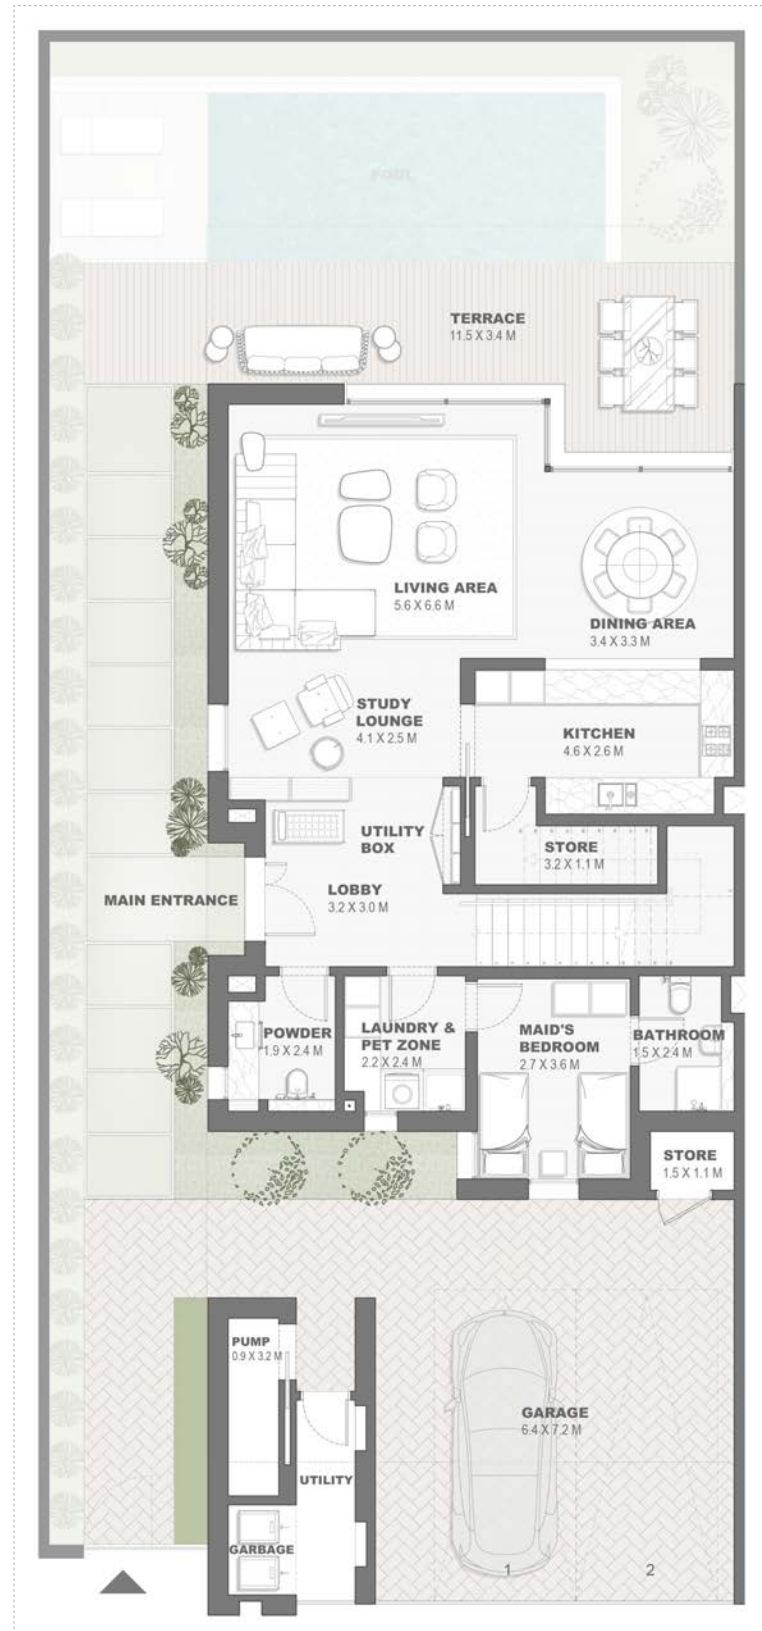 POOL
TERRACE
11.5 X 3.4 M
LIVING AREA
5.6 X 6.6 M
DINING AREA
3.4 X 3.3 M
STUDY
LOUNGE
4.1 X 2.5 M
KITCHEN
4.6 X 2.6 M
UTILITY
BOX
STORE
3.2 X 1.1 M
LOBBY
3.2 X 3.0 M
MAIN ENTRANCE
POWDER
1.9 X 2.4 M
LAUNDRY &
PET ZONE
2.2 X 2.4 M
MAID'S
BEDROOM
2.7 X 3.6 M
BATHROOM
1.5 X 2.4 M
STORE
1.5 X 1.1 M
PUMP
0.9 X 3.2 M
GARAGE
6.4 X 7.2 M
UTILITY
GARBAGE
1
2